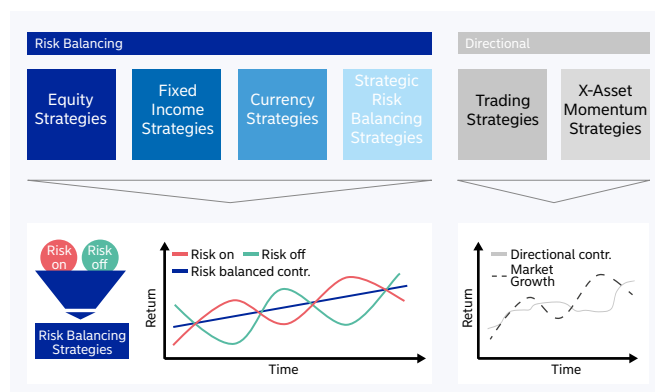 Risk Balancing
Directional
Equity
Strategies
Fixed
Income
Strategies
Currency
Strategies
Strategic
Risk
Balancing
Strategies
Trading
Strategies
X-Asset
Momentum
Strategies
Risk
on
Risk
off
Risk Balancing
Strategies
Return
Risk on
Risk off
Risk balanced contr.
Time
Return
Directional contr.
Market
Growth
Time